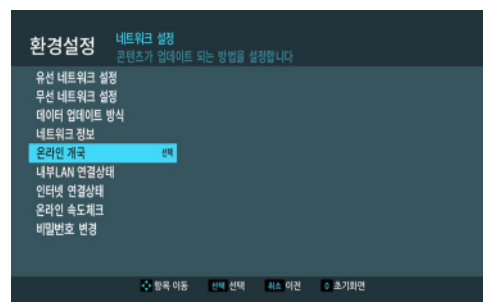 환경설정
네트워크 설정
콘텐츠가 업데이트 되는 방법을 설정합니다
유선 네트워크 설정
무선 네트워크 설정
데이터 업데이트 방식
네트워크 정보
온라인 개국 선택
내부LAN 연결상태
인터넷 연결상태
온라인 속도체크
비밀번호 변경
항목 이동 선택 선택 취소 이전 0 초기화면